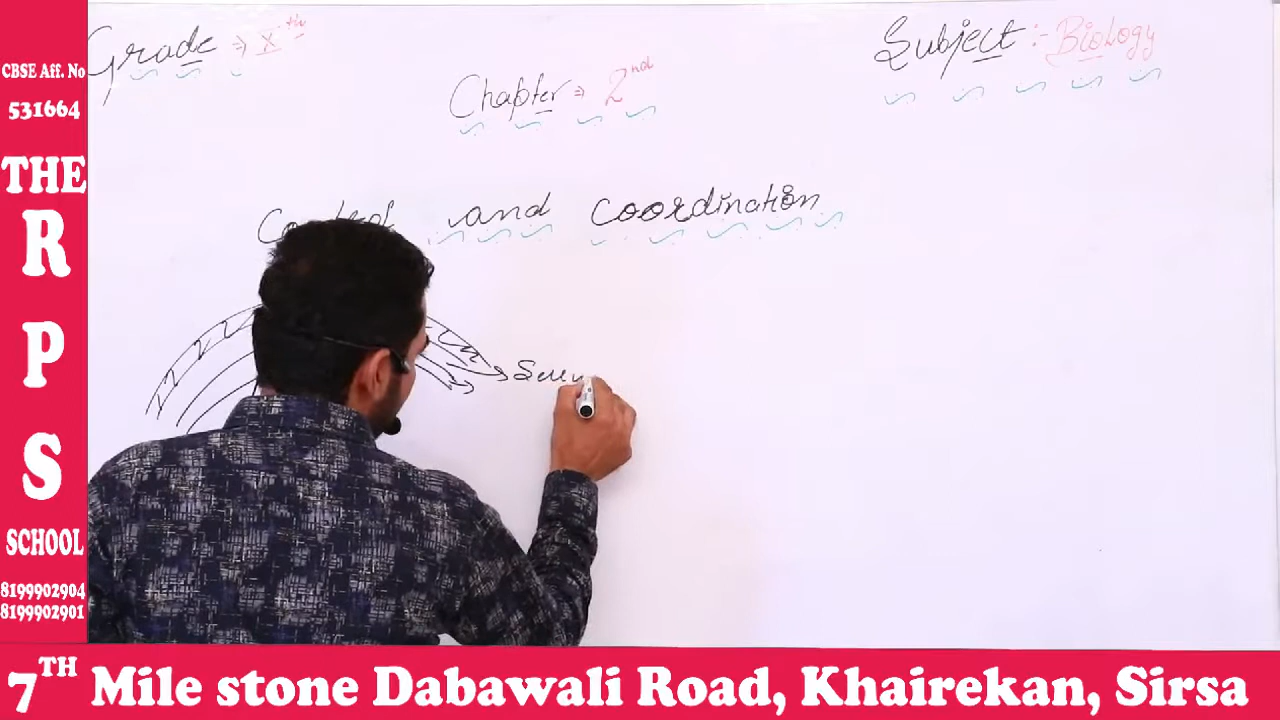 CBSE Aff. No
531664
THE
R
P
S
SCHOOL
8199902904
8199902901
Grade ⇒ Xth
Subject :- Biology
Chapter ⇒ 2nd
and coordination
7TH Mile stone Dabawali Road, Khairekan, Sirsa